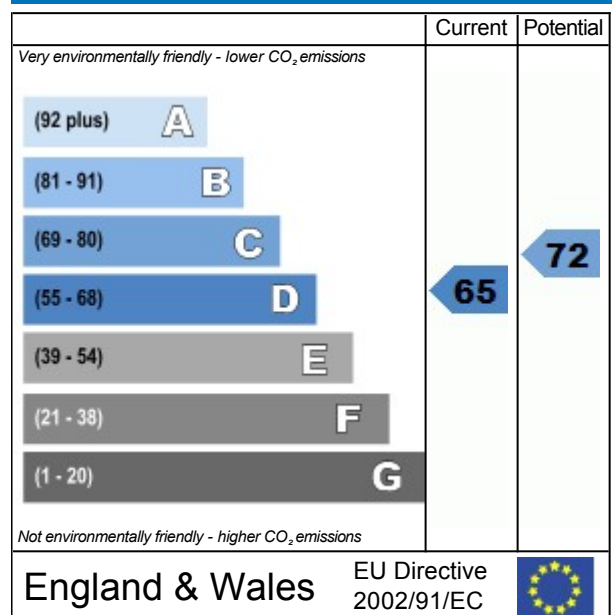 Current Potential
Very environmentally friendly - lower CO₂ emissions
(92 plus) A
(81 - 91) B
(69 - 80) C
72
(55 - 68) D
65
(39 - 54) E
(21 - 38) F
(1 - 20) G
Not environmentally friendly - higher CO₂ emissions
England & Wales
EU Directive
2002/91/EC